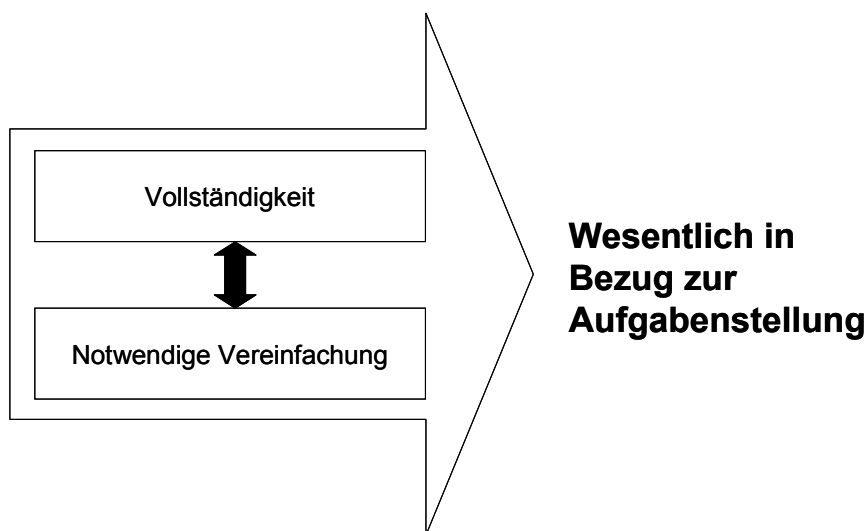 Vollständigkeit
Notwendige Vereinfachung
Wesentlich in
Bezug zur
Aufgabenstellung